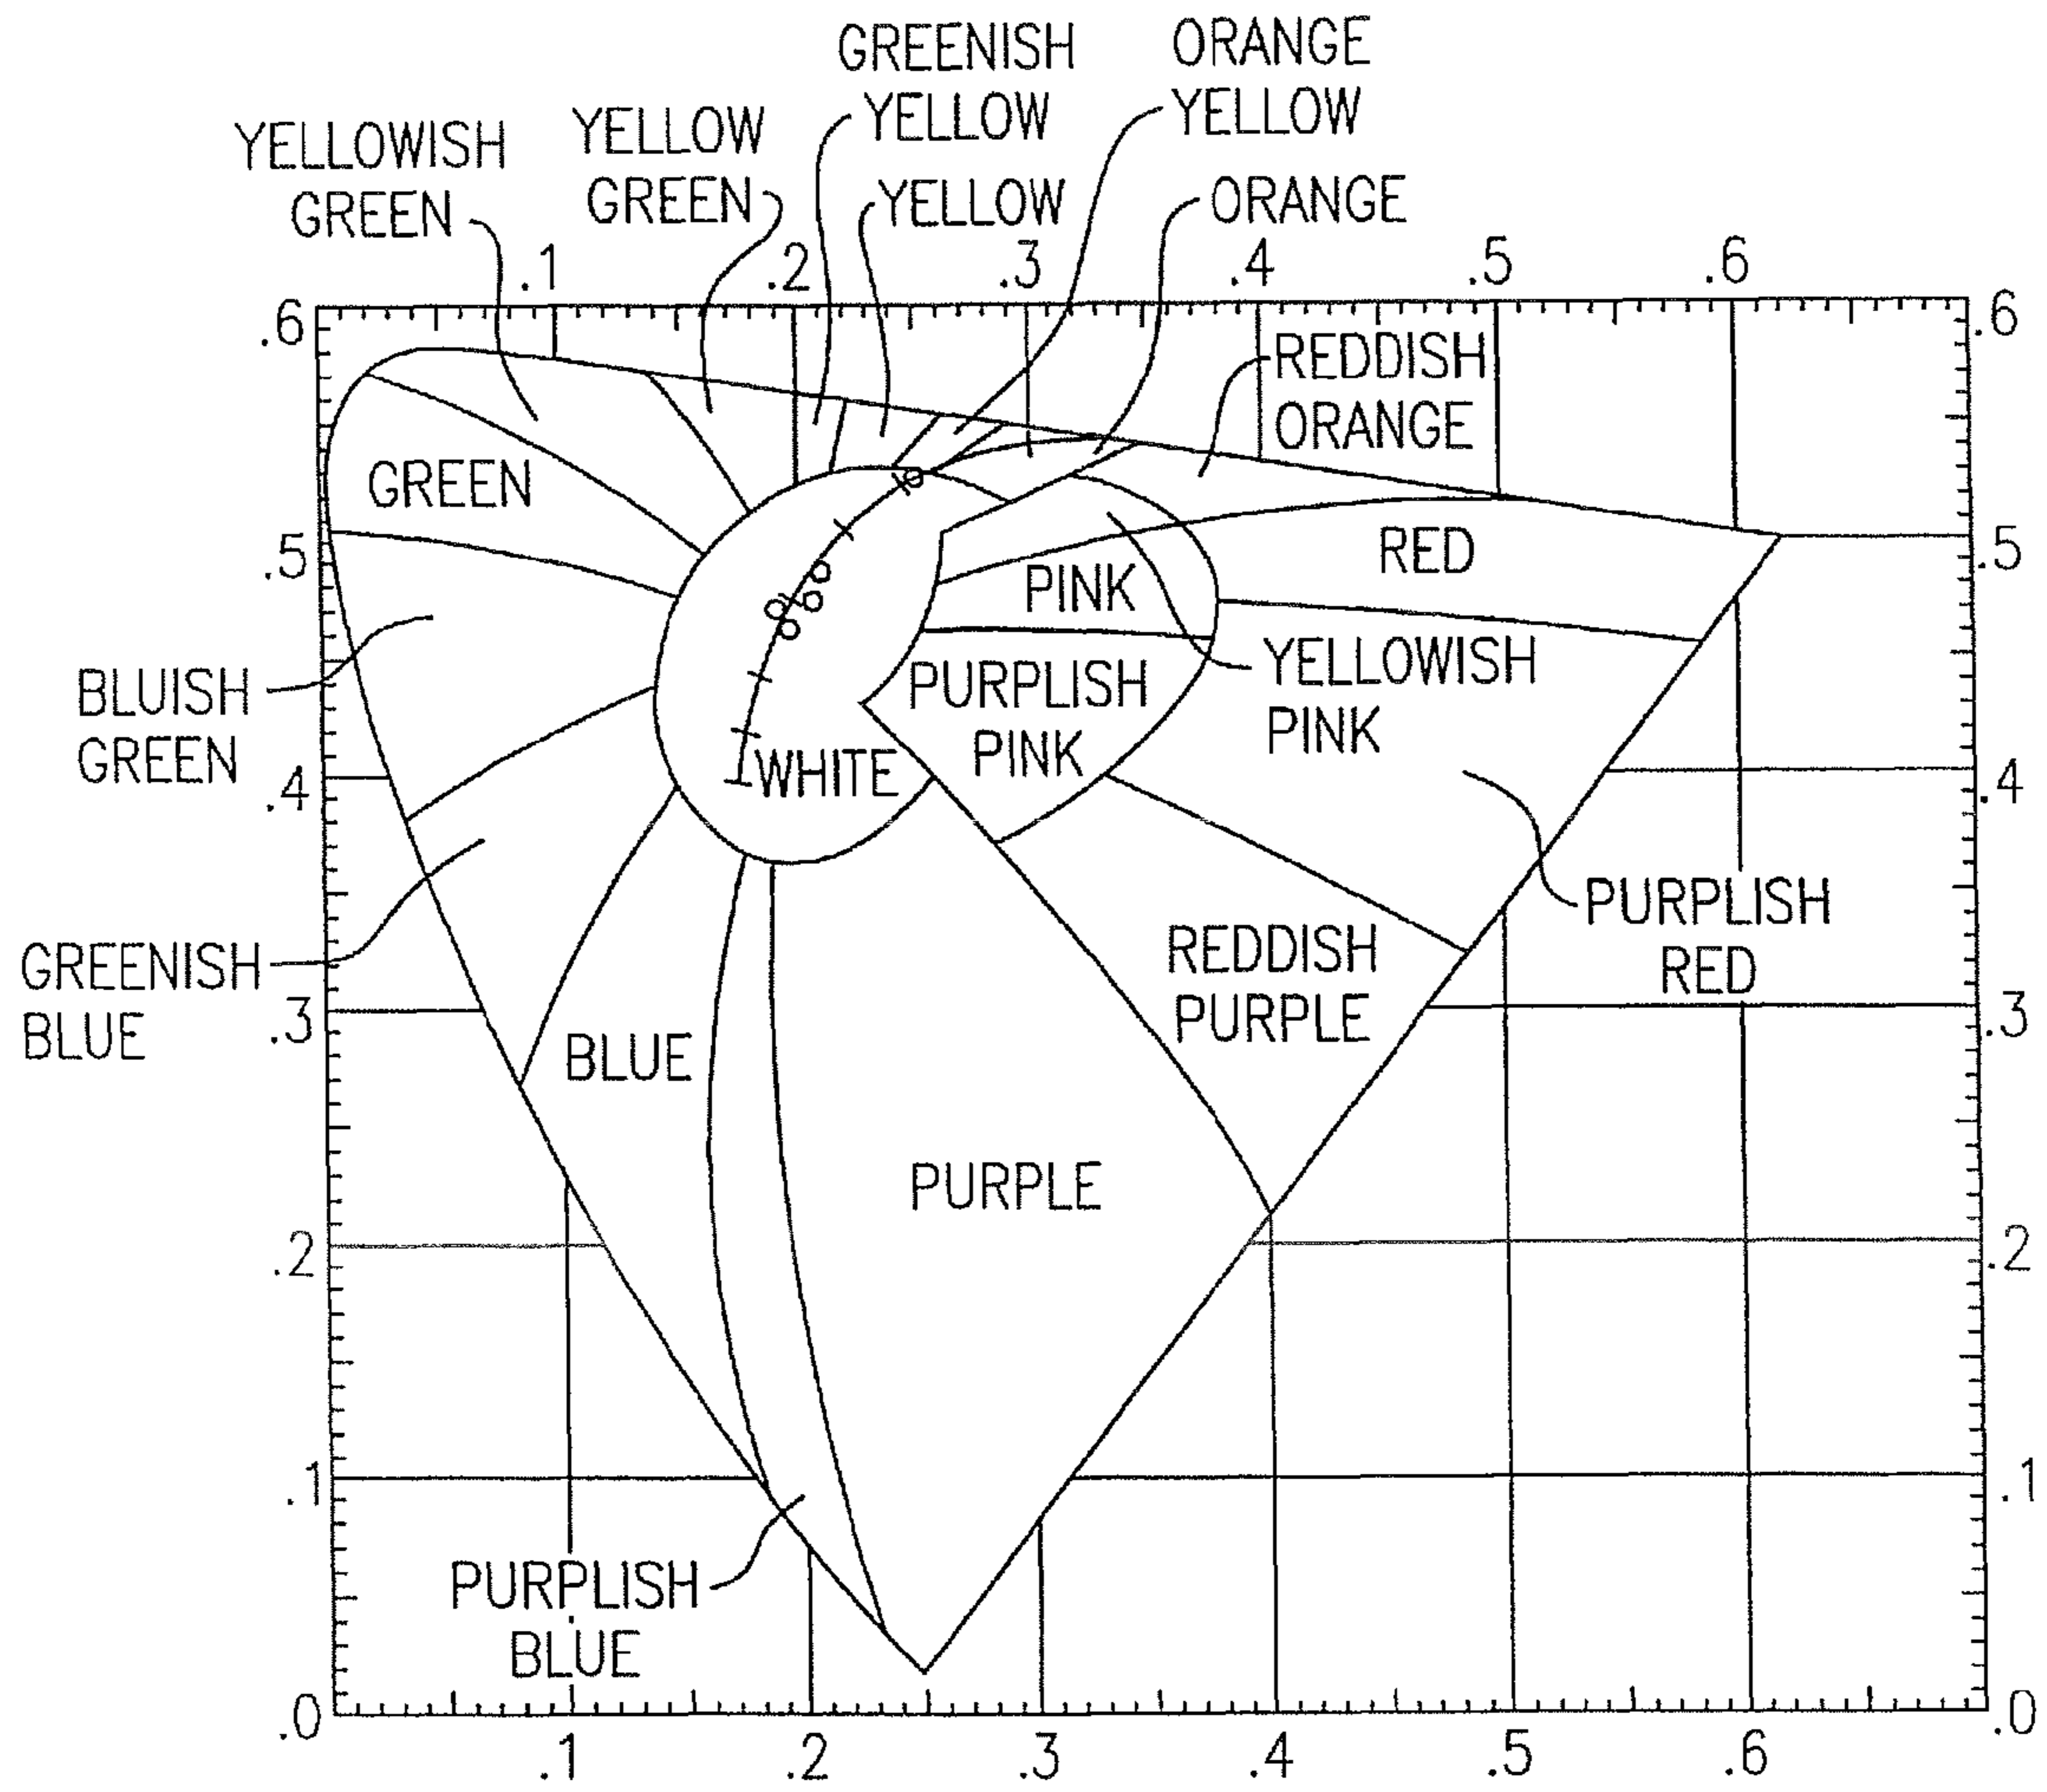 GREENISH
YELLOW
ORANGE
YELLOW
YELLOWISH
GREEN
YELLOW
GREEN
YELLOW
ORANGE
.1 .2 .3 .4 .5 .6
.6 .6
REDDISH
ORANGE
GREEN
.5 RED .5
PINK
BLUISH
GREEN
PURPLISH
PINK
YELLOWISH
PINK
.4 WHITE .4
PURPLISH
RED
GREENISH
BLUE
REDDISH
PURPLE
.3 .3
BLUE
PURPLE
.2 .2
.1 .1
PURPLISH
BLUE
.0 .0
.1 .2 .3 .4 .5 .6